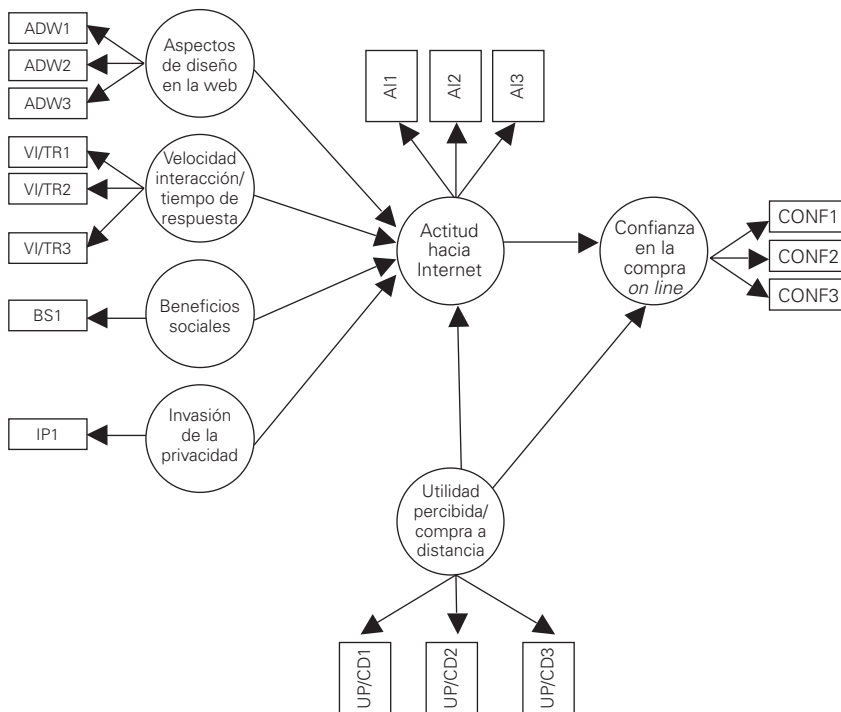 ADW1
ADW2
ADW3
Aspectos
de diseño
en la web
AI1
AI2
AI3
VI/TR1
VI/TR2
VI/TR3
Velocidad
interacción/
tiempo de
respuesta
Actitud
hacia
Internet
Confianza
en la
compra
on line
CONF1
CONF2
CONF3
BS1
Beneficios
sociales
IP1
Invasión
de la
privacidad
Utilidad
percibida/
compra a
distancia
UP/CD1
UP/CD2
UP/CD3